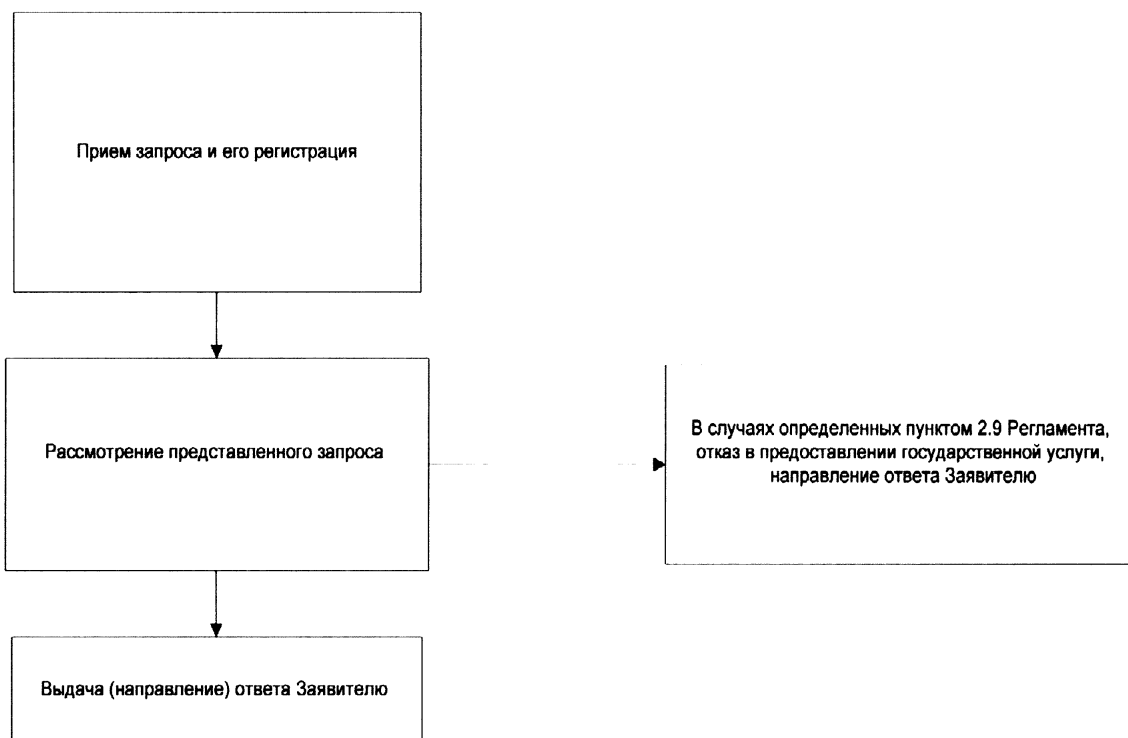 Прием запроса и его регистрация
Рассмотрение представленного запроса
В случаях определенных пунктом 2.9 Регламента,
отказ в предоставлении государственной услуги,
направление ответа Заявителю
Выдача (направление) ответа Заявителю